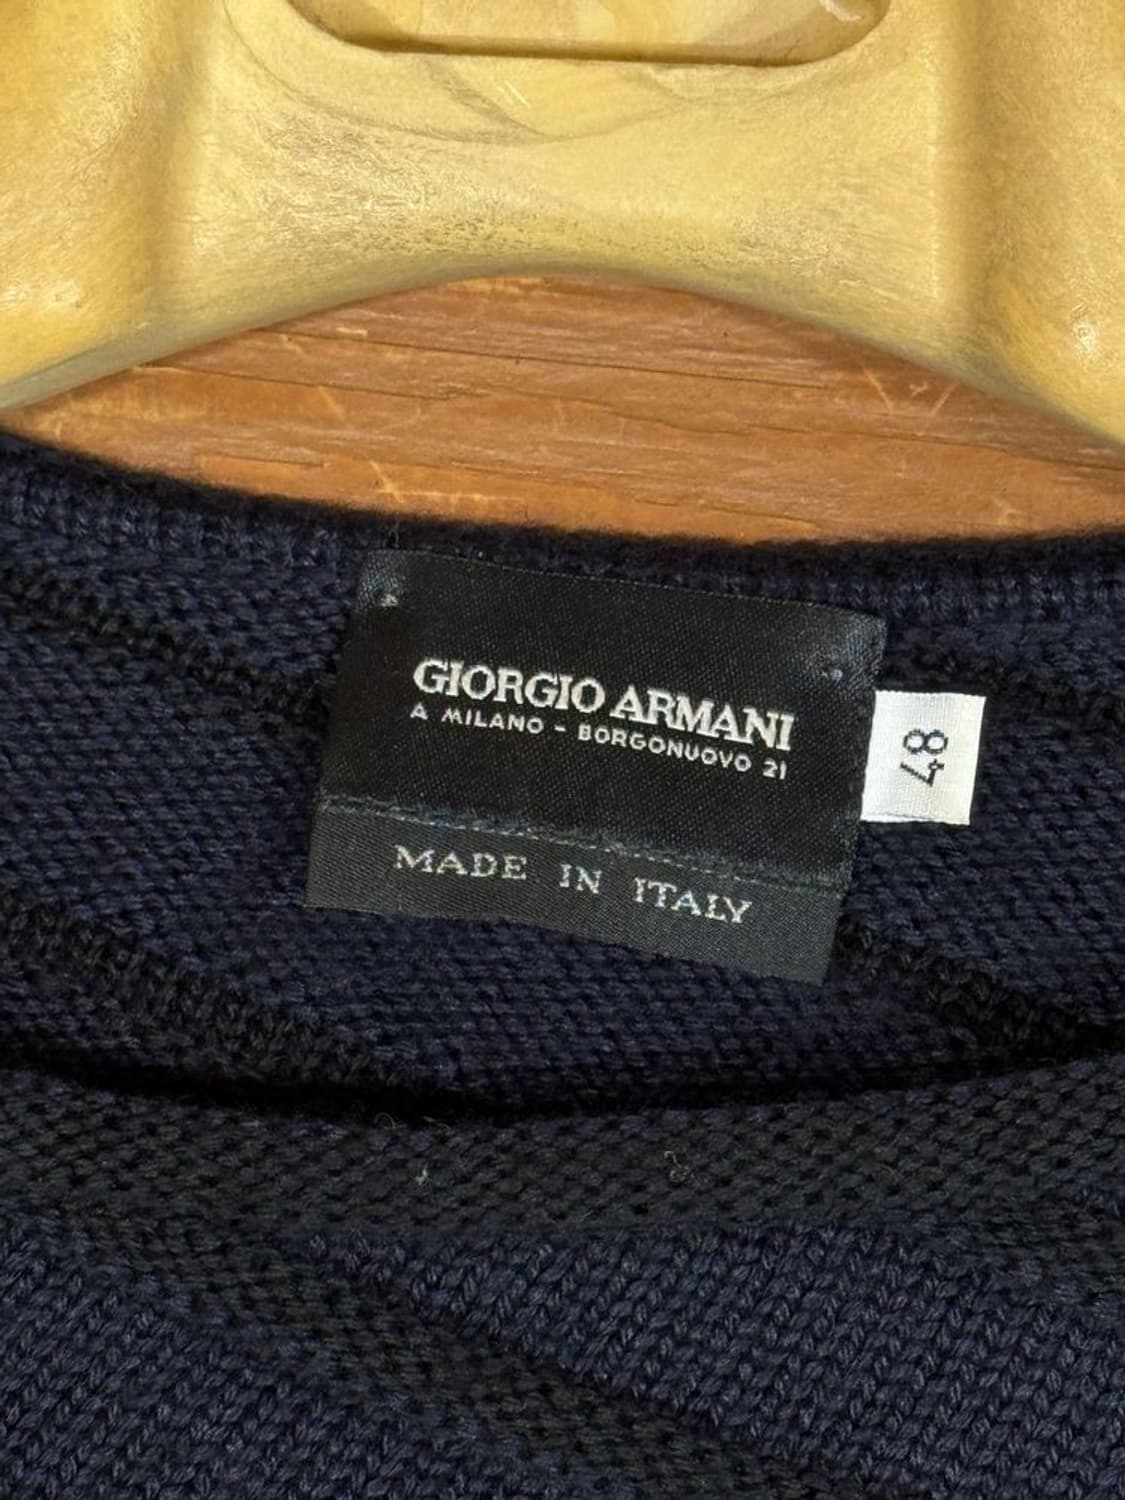 GIORGIO ARMANI
A MILANO - BORGONUOVO 21
MADE IN ITALY
48